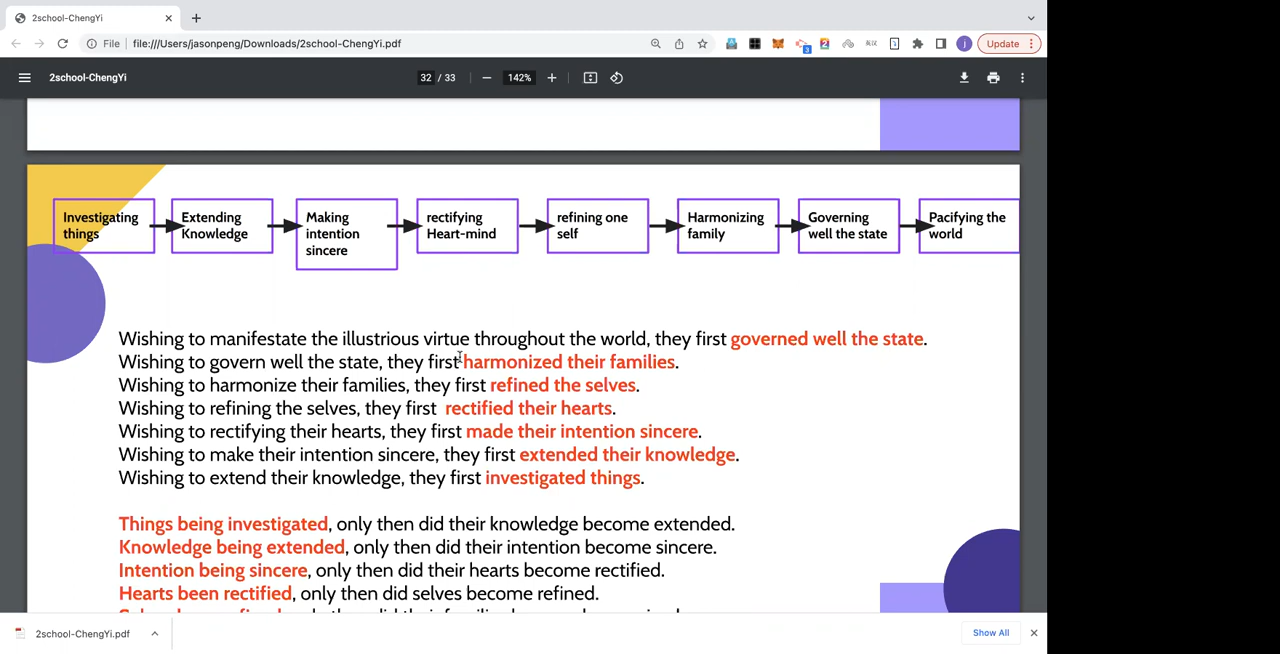 2school-ChengYi
File
file:///Users/jasonpeng/Downloads/2school-ChengYi.pdf
Update
2school-ChengYi
32 / 33
142%
Investigating
things
Extending
Knowledge
Making
intention
sincere
rectifying
Heart-mind
refining one
self
Harmonizing
family
Governing
well the state
Pacifying the
world
Wishing to manifestate the illustrious virtue throughout the world, they first governed well the state.
Wishing to govern well the state, they first harmonized their families.
Wishing to harmonize their families, they first refined the selves.
Wishing to refining the selves, they first rectified their hearts.
Wishing to rectifying their hearts, they first made their intention sincere.
Wishing to make their intention sincere, they first extended their knowledge.
Wishing to extend their knowledge, they first investigated things.
Things being investigated, only then did their knowledge become extended.
Knowledge being extended, only then did their intention become sincere.
Intention being sincere, only then did their hearts become rectified.
Hearts been rectified, only then did selves become refined.
2school-ChengYi.pdf
Show All